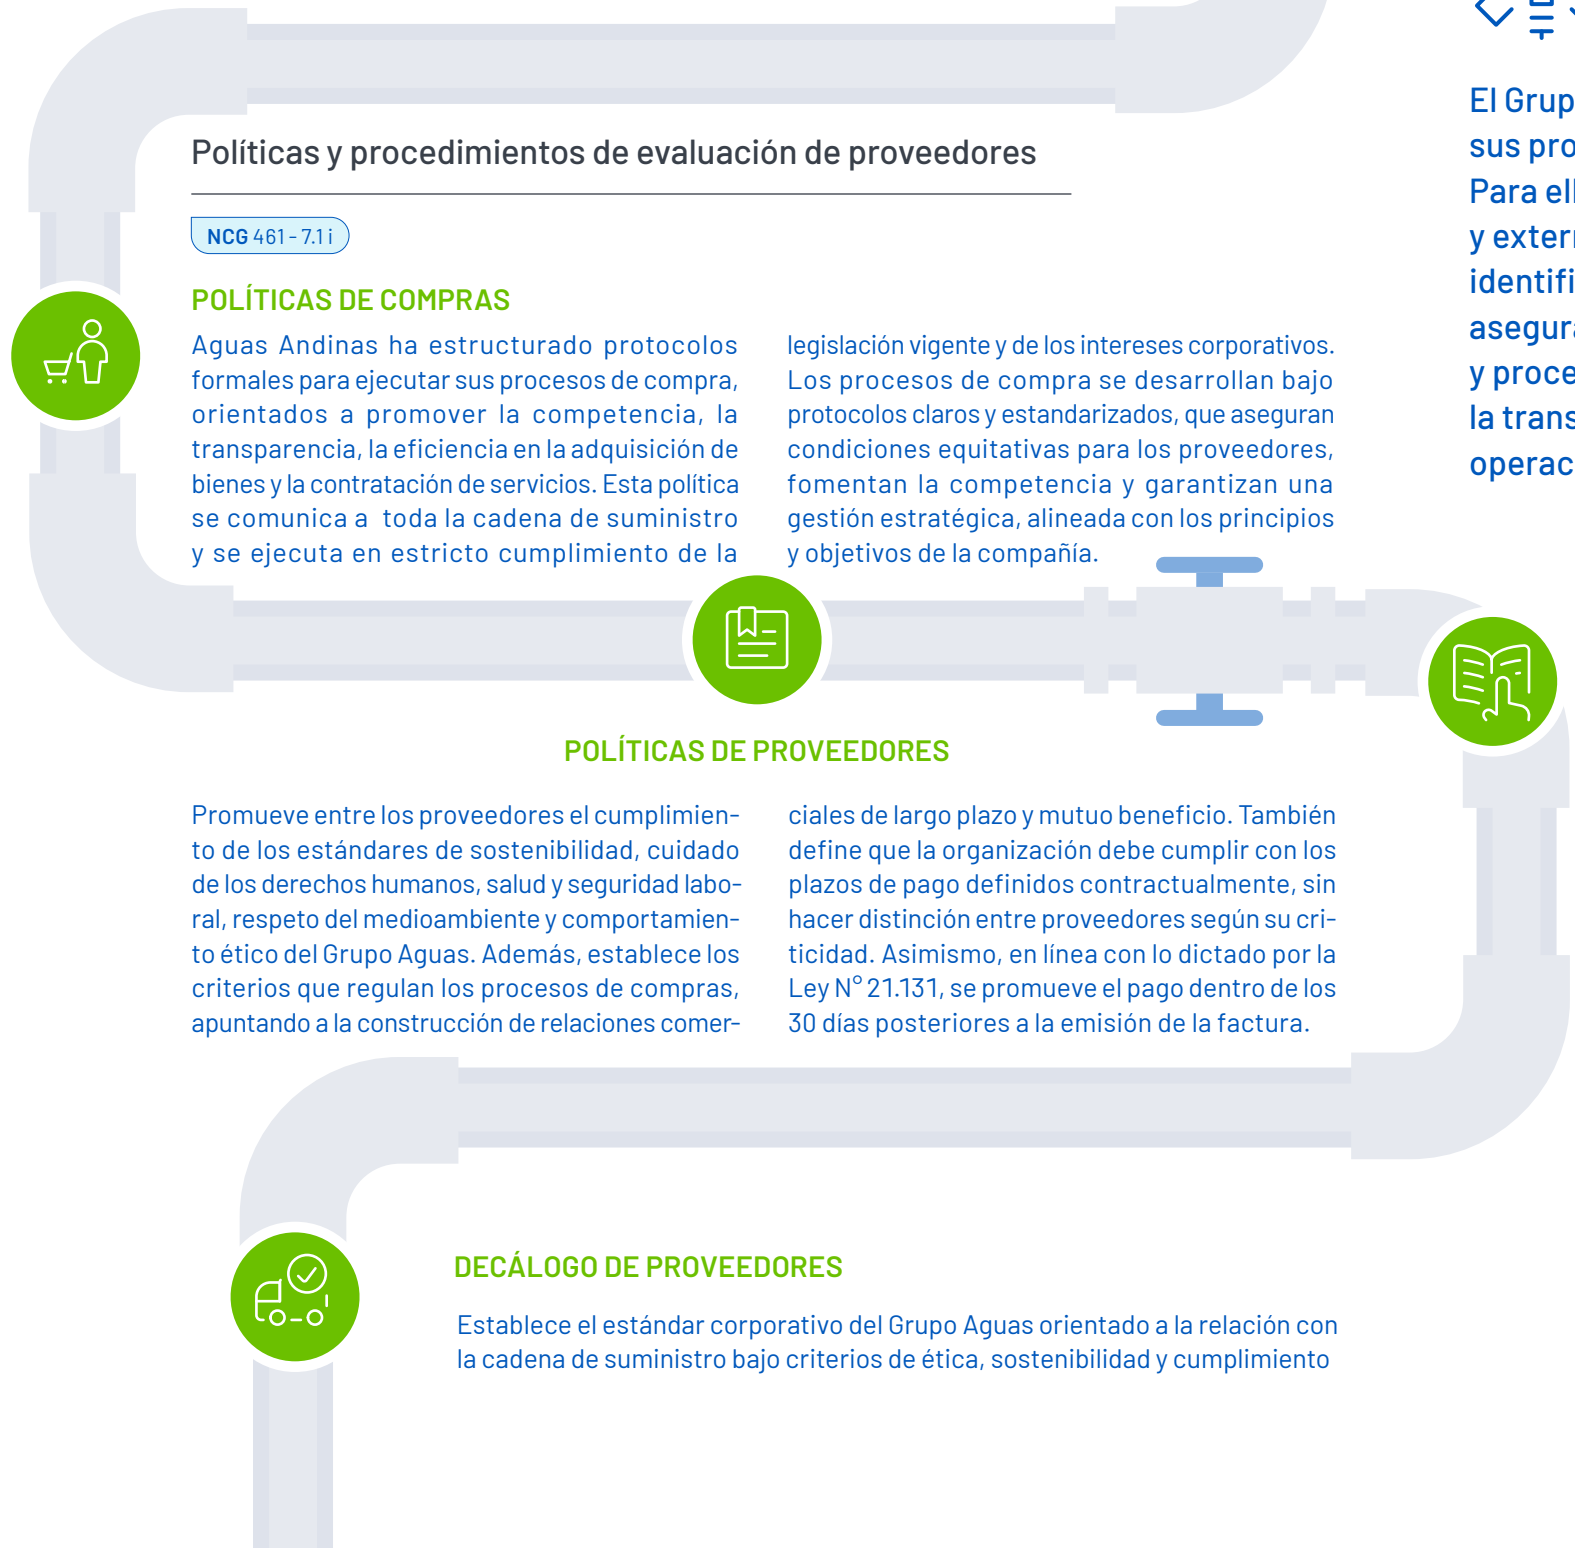 Políticas y procedimientos de evaluación de proveedores
NCG 461 - 7.1 i
POLÍTICAS DE COMPRAS
Aguas Andinas ha estructurado protocolos
formales para ejecutar sus procesos de compra,
orientados a promover la competencia, la
transparencia, la eficiencia en la adquisición de
bienes y la contratación de servicios. Esta política
se comunica a toda la cadena de suministro
y se ejecuta en estricto cumplimiento de la
legislación vigente y de los intereses corporativos.
Los procesos de compra se desarrollan bajo
protocolos claros y estandarizados, que aseguran
condiciones equitativas para los proveedores,
fomentan la competencia y garantizan una
gestión estratégica, alineada con los principios
y objetivos de la compañía.
POLÍTICAS DE PROVEEDORES
Promueve entre los proveedores el cumplimien-
to de los estándares de sostenibilidad, cuidado
de los derechos humanos, salud y seguridad labo-
ral, respeto del medioambiente y comportamien-
to ético del Grupo Aguas. Además, establece los
criterios que regulan los procesos de compras,
apuntando a la construcción de relaciones comer-
ciales de largo plazo y mutuo beneficio. También
define que la organización debe cumplir con los
plazos de pago definidos contractualmente, sin
hacer distinción entre proveedores según su cri-
ticidad. Asimismo, en línea con lo dictado por la
Ley N° 21.131, se promueve el pago dentro de los
30 días posteriores a la emisión de la factura.
DECÁLOGO DE PROVEEDORES
Establece el estándar corporativo del Grupo Aguas orientado a la relación con
la cadena de suministro bajo criterios de ética, sostenibilidad y cumplimiento
El
sus
Para
y
y
la